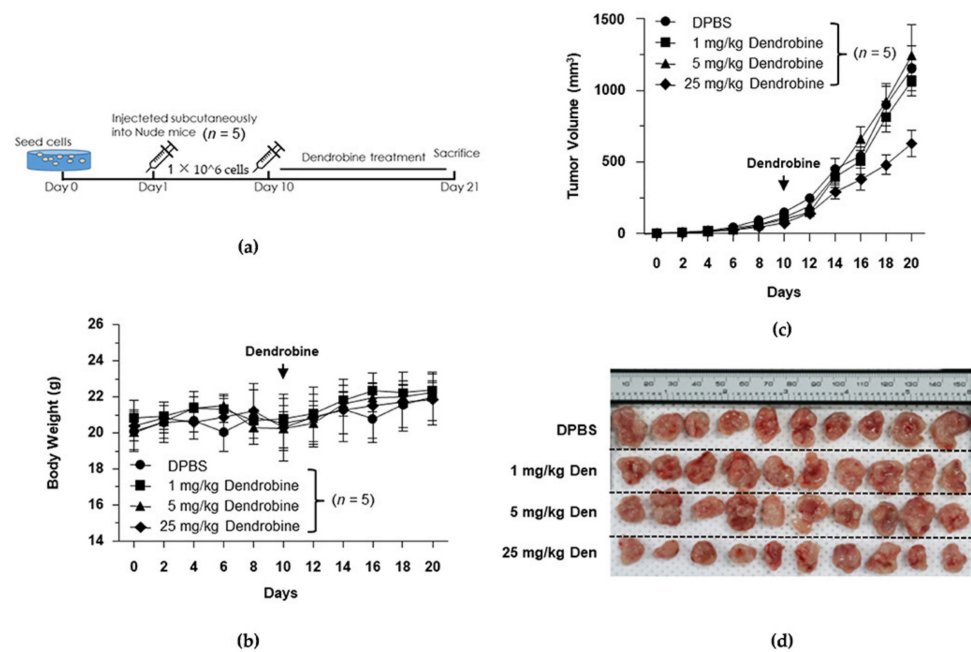 Injecteted subcutaneously
into Nude mice (n = 5)
Seed cells
1 × 10^6 cells
Dendrobine treatment
Sacrifice
Day 0
Day1
Day 10
Day 21
(a)
Body Weight (g)
26
24
22
20
18
16
14
Dendrobine
DPBS
1 mg/kg Dendrobine
5 mg/kg Dendrobine
25 mg/kg Dendrobine
(n = 5)
0 2 4 6 8 10 12 14 16 18 20
Days
(b)
Tumor Volume (mm³)
1500
1000
500
0
DPBS
1 mg/kg Dendrobine
5 mg/kg Dendrobine
25 mg/kg Dendrobine
(n = 5)
Dendrobine
0 2 4 6 8 10 12 14 16 18 20
Days
(c)
DPBS
1 mg/kg Den
5 mg/kg Den
25 mg/kg Den
(d)